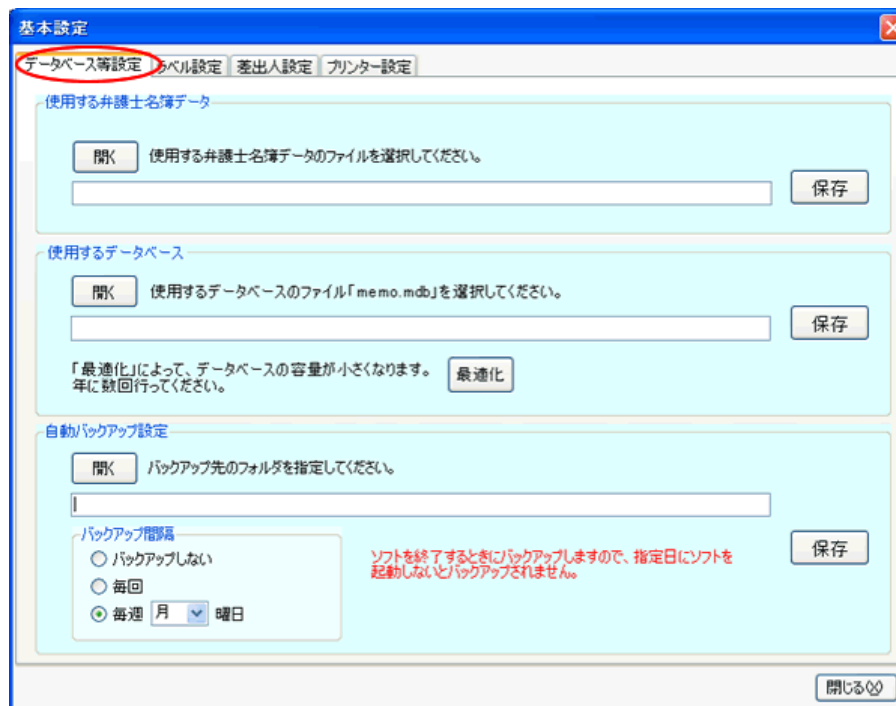 基本設定
データベース等設定 ラベル設定 差出人設定 プリンター設定
使用する弁護士名簿データ
開く 使用する弁護士名簿データのファイルを選択してください。
保存
使用するデータベース
開く 使用するデータベースのファイル「memo.mdb」を選択してください。
保存
「最適化」によって、データベースの容量が小さくなります。
年に数回行ってください。
最適化
自動バックアップ設定
開く バックアップ先のフォルダを指定してください。
バックアップ間隔
バックアップしない
毎回
毎週 月 曜日
ソフトを終了するときにバックアップしますので、指定日にソフトを
起動しないとバックアップされません。
保存
閉じる(X)